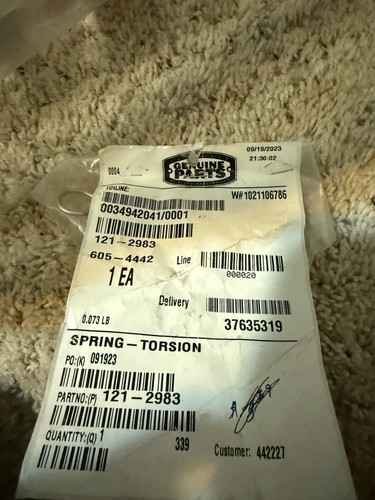 09/19/2023
0004
GENUINE
21:30:02
PARTS
W# 1021106786
0034942041/0001
121-2983
605-4442
Line
000020
1 EA
Delivery
0.073 LB
37635319
SPRING-TORSION
PO:(K) 091923
PARTNO:(P) 121-2983
QUANTITY:(Q) 1
339
Customer: 442227